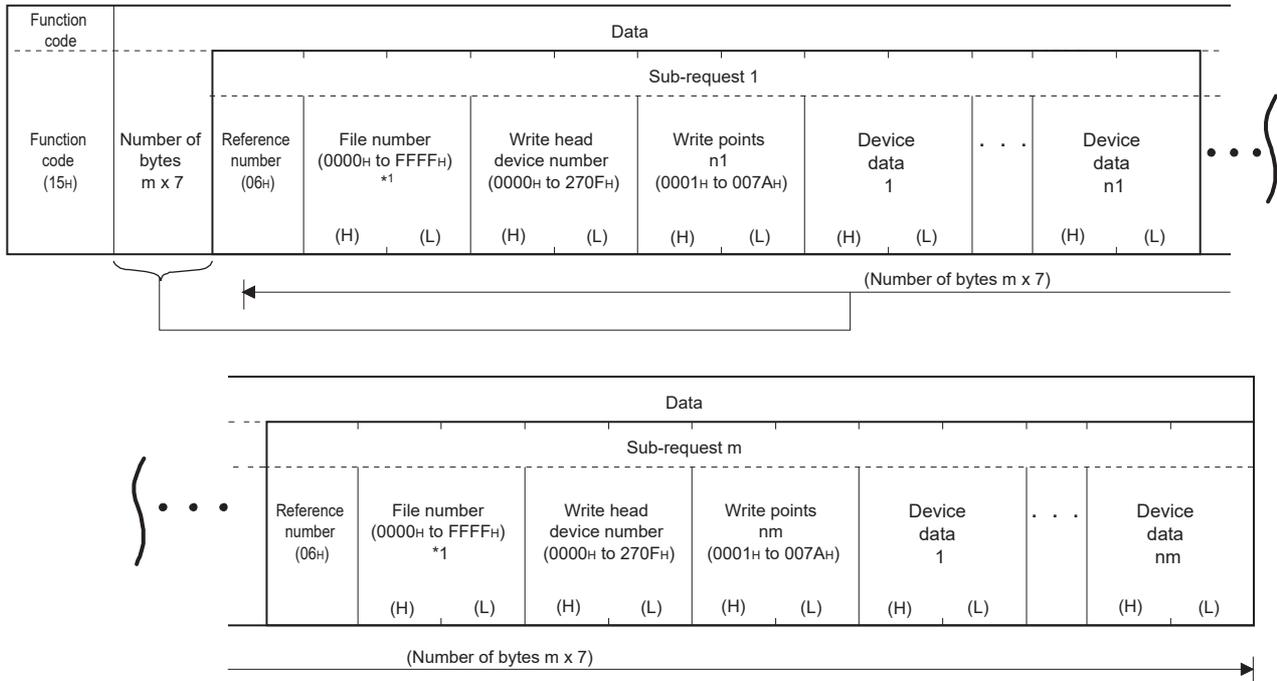 Function
code
Data
Sub-request 1
Function
code
(15H)
Number of
bytes
m x 7
Reference
number
(06H)
File number
(0000H to FFFFH)
*1
(H) (L)
Write head
device number
(0000H to 270FH)
(H) (L)
Write points
n1
(0001H to 007AH)
(H) (L)
Device
data
1
(H) (L)
. . .
Device
data
n1
(H) (L)
(Number of bytes m x 7)
Data
Sub-request m
Reference
number
(06H)
File number
(0000H to FFFFH)
*1
(H) (L)
Write head
device number
(0000H to 270FH)
(H) (L)
Write points
nm
(0001H to 007AH)
(H) (L)
Device
data
1
(H) (L)
. . .
Device
data
nm
(H) (L)
(Number of bytes m x 7)